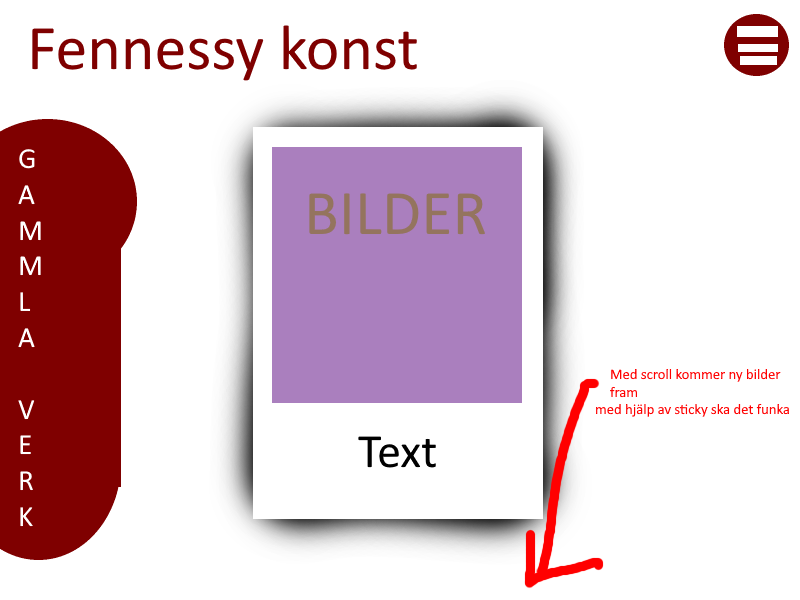 Fennessy konst
G
A
M
M
L
A
V
E
R
K
BILDER
Text
Med scroll kommer ny bilder
fram
med hjälp av sticky ska det funka